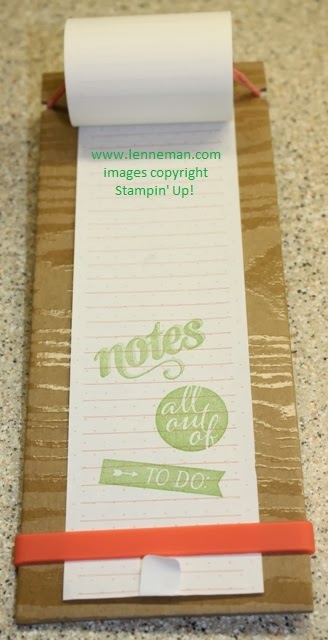 www.lenneman.com
images copyright
Stampin' Up!
notes
all
out
of
TO DO: